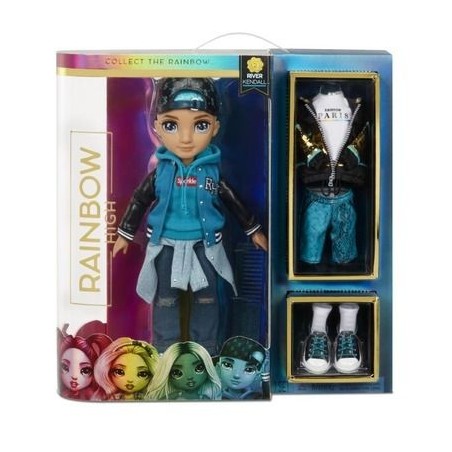 COLLECT THE RAINBOW
RIVER
KENDALL
RAINBOW
HIGH
PARIS